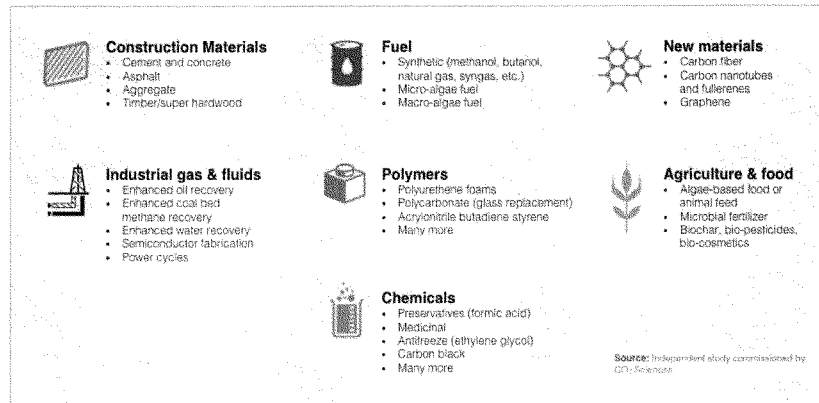 Construction Materials
• Cement and concrete
• Asphalt
• Aggregate
• Timber/super hardwood
Fuel
• Synthetic (methanol, butanol,
natural gas, syngas, etc.)
• Micro-algae fuel
• Macro-algae fuel
New materials
• Carbon fiber
• Carbon nanotubes
and fullerenes
• Graphene
Industrial gas & fluids
• Enhanced oil recovery
• Enhanced coal bed
methane recovery
• Enhanced water recovery
• Semiconductor fabrication
• Power cycles
Polymers
• Polyurethene foams
• Polycarbonate (glass replacement)
• Acrylonitrile butadiene styrene
• Many more
Agriculture & food
• Algae-based food or
animal feed
• Microbial fertilizer
• Biochar, bio-pesticides,
bio-cosmetics
Chemicals
• Preservatives (formic acid)
• Medicinal
• Antifreeze (ethylene glycol)
• Carbon black
• Many more
Source: Independent study commissioned by
CO₂ Sciences